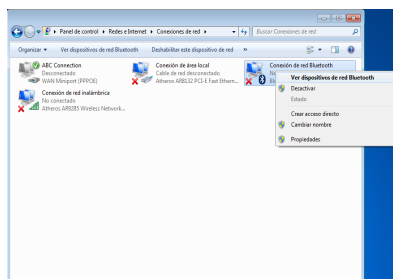 Panel de control ▸ Redes e Internet ▸ Conexiones de red ▸
Buscar Conexiones de red
Organizar
Ver dispositivos de red Bluetooth
Deshabilitar este dispositivo de red
»
ABC Connection
Desconectado
WAN Miniport (PPPOE)
Conexión de área local
Cable de red desconectado
Atheros AR8132 PCI-E Fast Ethern...
Conexión de red Bluetooth
Conexión de red inalámbrica
No conectado
Atheros AR9285 Wireless Network...
Ver dispositivos de red Bluetooth
Desactivar
Estado
Crear acceso directo
Cambiar nombre
Propiedades